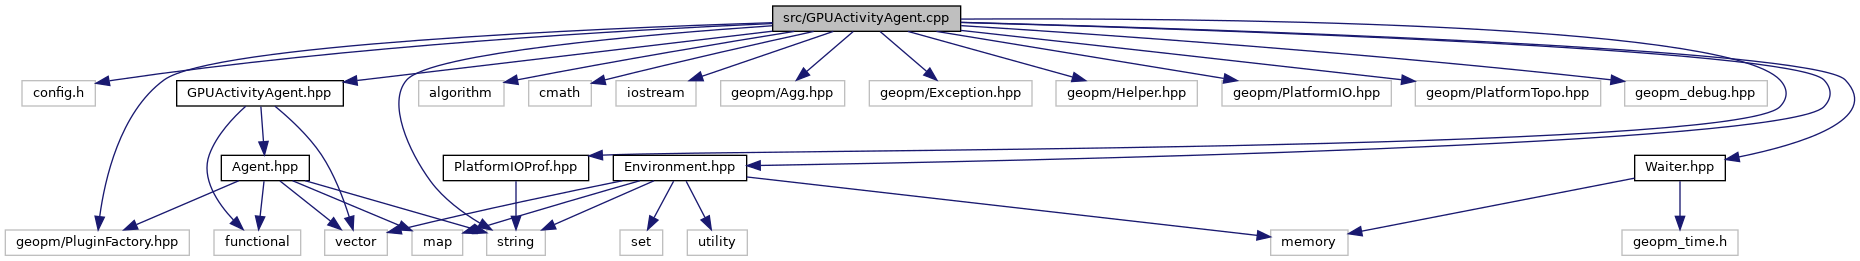 src/GPUActivityAgent.cpp
config.h
GPUActivityAgent.hpp
algorithm
cmath
iostream
geopm/Agg.hpp
geopm/Exception.hpp
geopm/Helper.hpp
geopm/PlatformIO.hpp
geopm/PlatformTopo.hpp
geopm_debug.hpp
Agent.hpp
PlatformIOProf.hpp
Environment.hpp
Waiter.hpp
geopm/PluginFactory.hpp
functional
vector
map
string
set
utility
memory
geopm_time.h